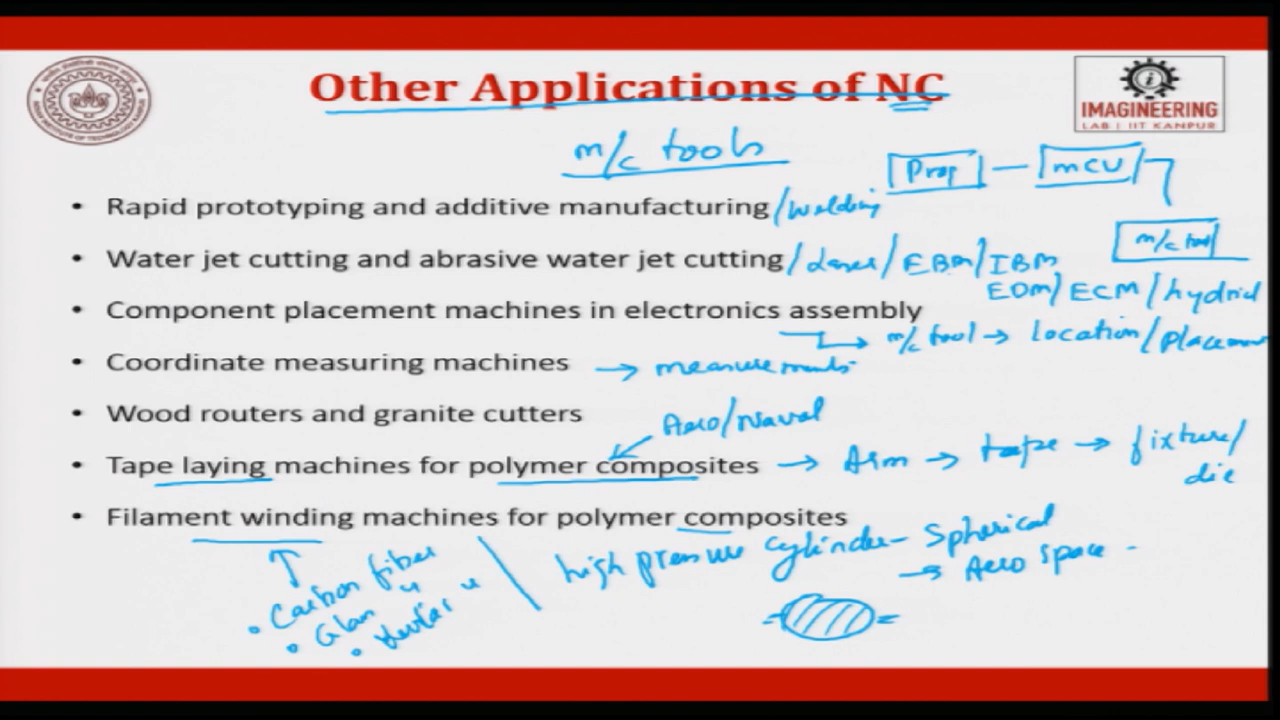 Other Applications of NC
IMAGINEERING
LAB | IIT KANPUR
m/c tools
Prog — MCU
m/c tool
• Rapid prototyping and additive manufacturing /welding
• Water jet cutting and abrasive water jet cutting /Laser/EBM/IBM
EDM/ECM/hydrid
• Component placement machines in electronics assembly
→ m/c tool → location/placement
• Coordinate measuring machines → measurements
• Wood routers and granite cutters
Aero/Naval
• Tape laying machines for polymer composites → Arm → tape → fixture/
die
• Filament winding machines for polymer composites
• Carbon fiber
• Glan "
• Kevlar "
high pressure cylinder - Spherical
→ Aero space -